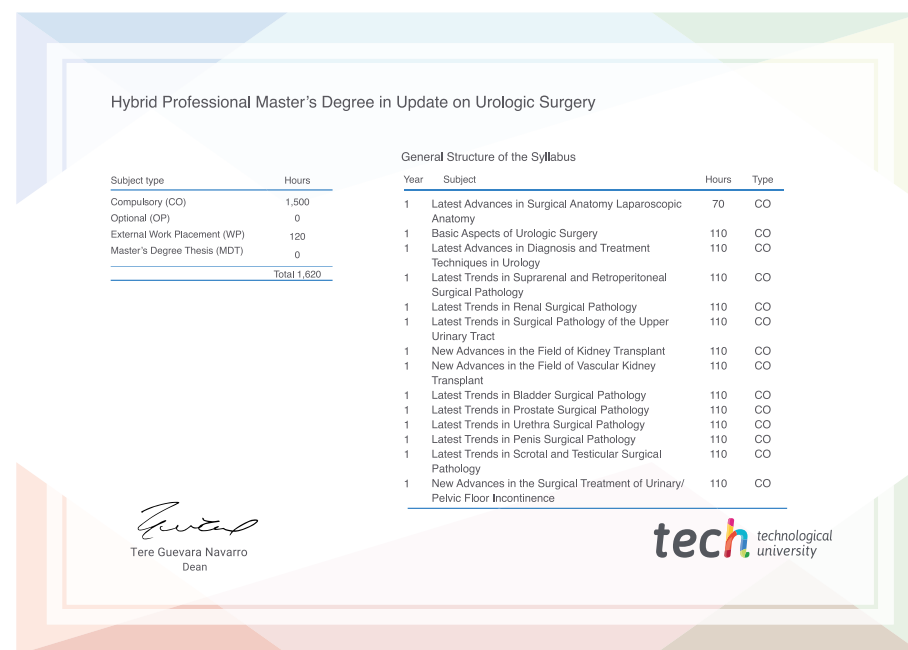 Hybrid Professional Master's Degree in Update on Urologic Surgery
Subject type Hours
Compulsory (CO) 1,500
Optional (OP) 0
External Work Placement (WP) 120
Master's Degree Thesis (MDT) 0
Total 1,620
General Structure of the Syllabus
Year Subject Hours Type
1 Latest Advances in Surgical Anatomy Laparoscopic 70 CO
Anatomy
1 Basic Aspects of Urologic Surgery 110 CO
1 Latest Advances in Diagnosis and Treatment 110 CO
Techniques in Urology
1 Latest Trends in Suprarenal and Retroperitoneal 110 CO
Surgical Pathology
1 Latest Trends in Renal Surgical Pathology 110 CO
1 Latest Trends in Surgical Pathology of the Upper 110 CO
Urinary Tract
1 New Advances in the Field of Kidney Transplant 110 CO
1 New Advances in the Field of Vascular Kidney 110 CO
Transplant
1 Latest Trends in Bladder Surgical Pathology 110 CO
1 Latest Trends in Prostate Surgical Pathology 110 CO
1 Latest Trends in Urethra Surgical Pathology 110 CO
1 Latest Trends in Penis Surgical Pathology 110 CO
1 Latest Trends in Scrotal and Testicular Surgical 110 CO
Pathology
1 New Advances in the Surgical Treatment of Urinary/ 110 CO
Pelvic Floor Incontinence
Tere Guevara Navarro
Dean
tech technological
university